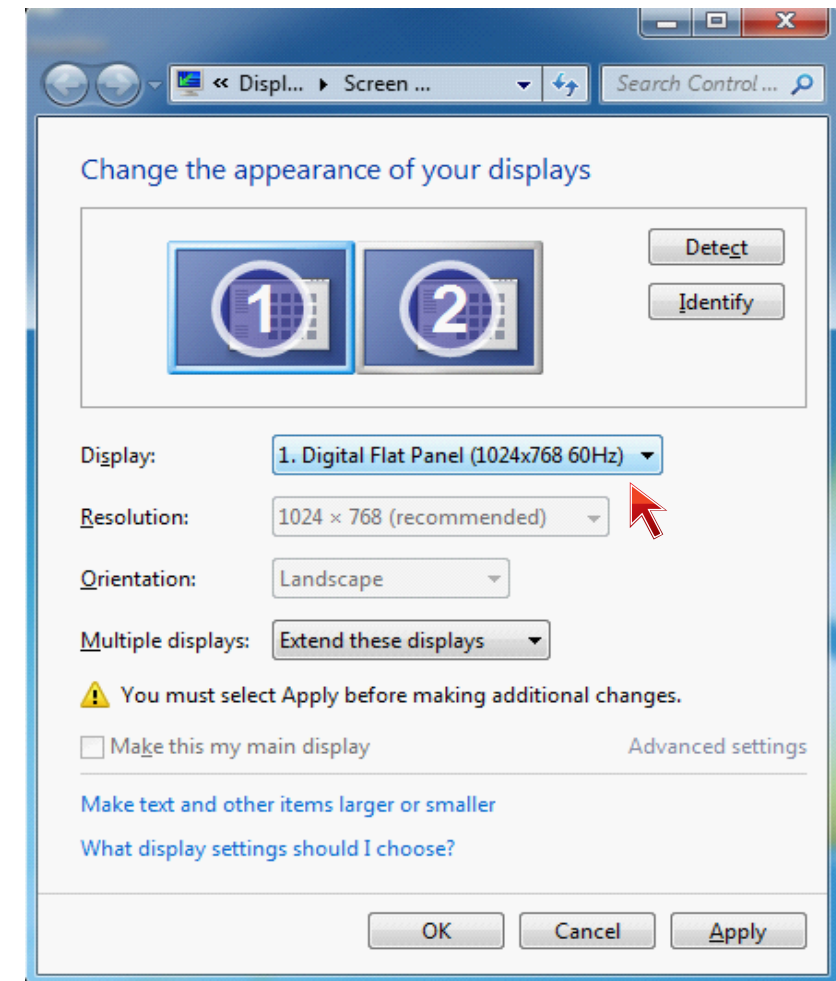 « Displ... Screen ... Search Control ...
Change the appearance of your displays
1 2
Detect
Identify
Display: 1. Digital Flat Panel (1024x768 60Hz)
Resolution: 1024 × 768 (recommended)
Orientation: Landscape
Multiple displays: Extend these displays
You must select Apply before making additional changes.
Make this my main display Advanced settings
Make text and other items larger or smaller
What display settings should I choose?
OK Cancel Apply